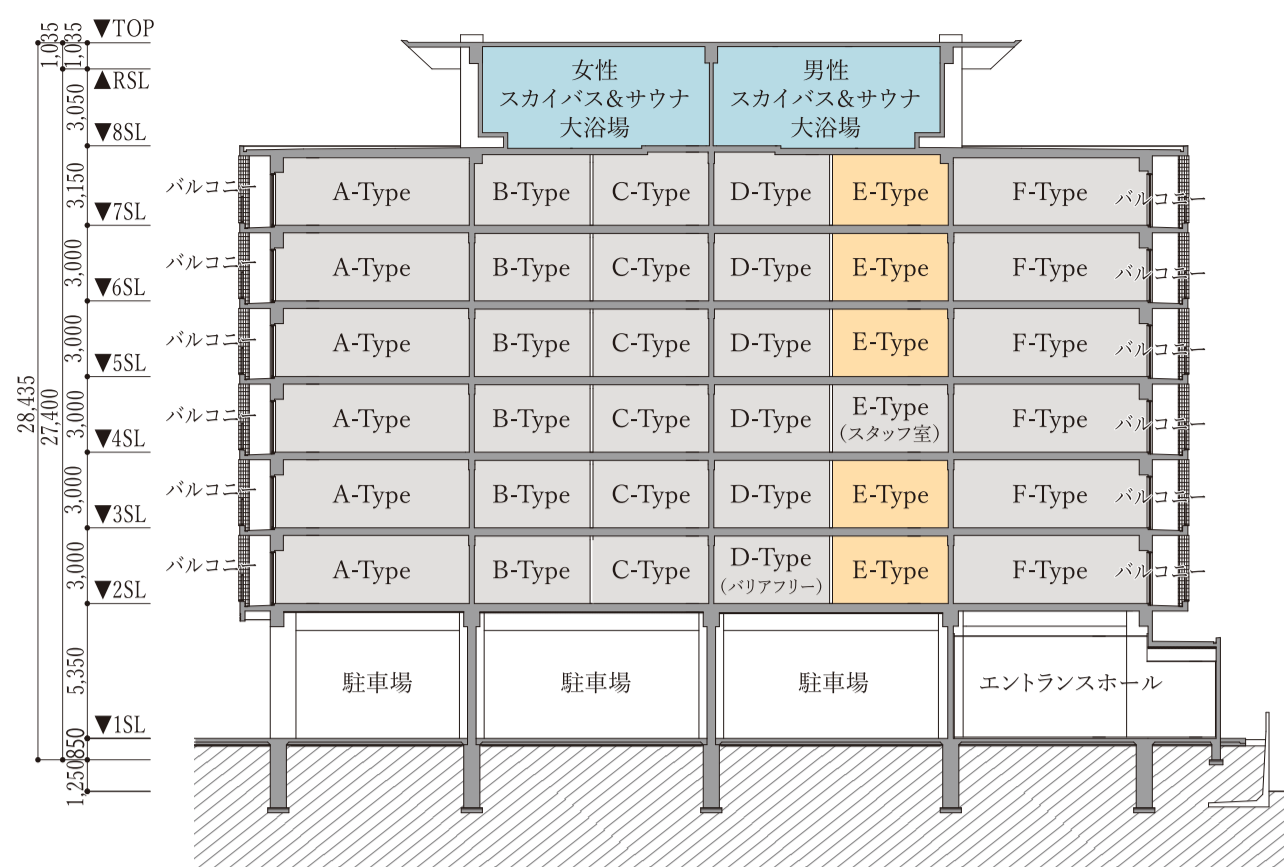 ▼TOP
▲RSL
▼8SL
▼7SL
▼6SL
▼5SL
▼4SL
▼3SL
▼2SL
▼1SL
1,035
1,035
3,050
3,150
3,000
3,000
3,000
3,000
3,000
5,350
850
1,250
27,400
28,435
女性
スカイバス&サウナ
大浴場
男性
スカイバス&サウナ
大浴場
バルコニー A-Type B-Type C-Type D-Type E-Type F-Type バルコニー
バルコニー A-Type B-Type C-Type D-Type E-Type F-Type バルコニー
バルコニー A-Type B-Type C-Type D-Type E-Type F-Type バルコニー
バルコニー A-Type B-Type C-Type D-Type E-Type F-Type バルコニー
(スタッフ室)
バルコニー A-Type B-Type C-Type D-Type E-Type F-Type バルコニー
バルコニー A-Type B-Type C-Type D-Type E-Type F-Type バルコニー
(バリアフリー)
駐車場 駐車場 駐車場 エントランスホール